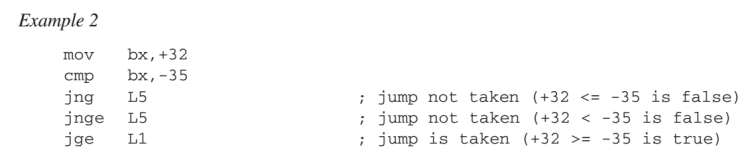 Example 2
mov bx,+32
cmp bx,-35
jng L5 ; jump not taken (+32 <= -35 is false)
jnge L5 ; jump not taken (+32 < -35 is false)
jge L1 ; jump is taken (+32 >= -35 is true)